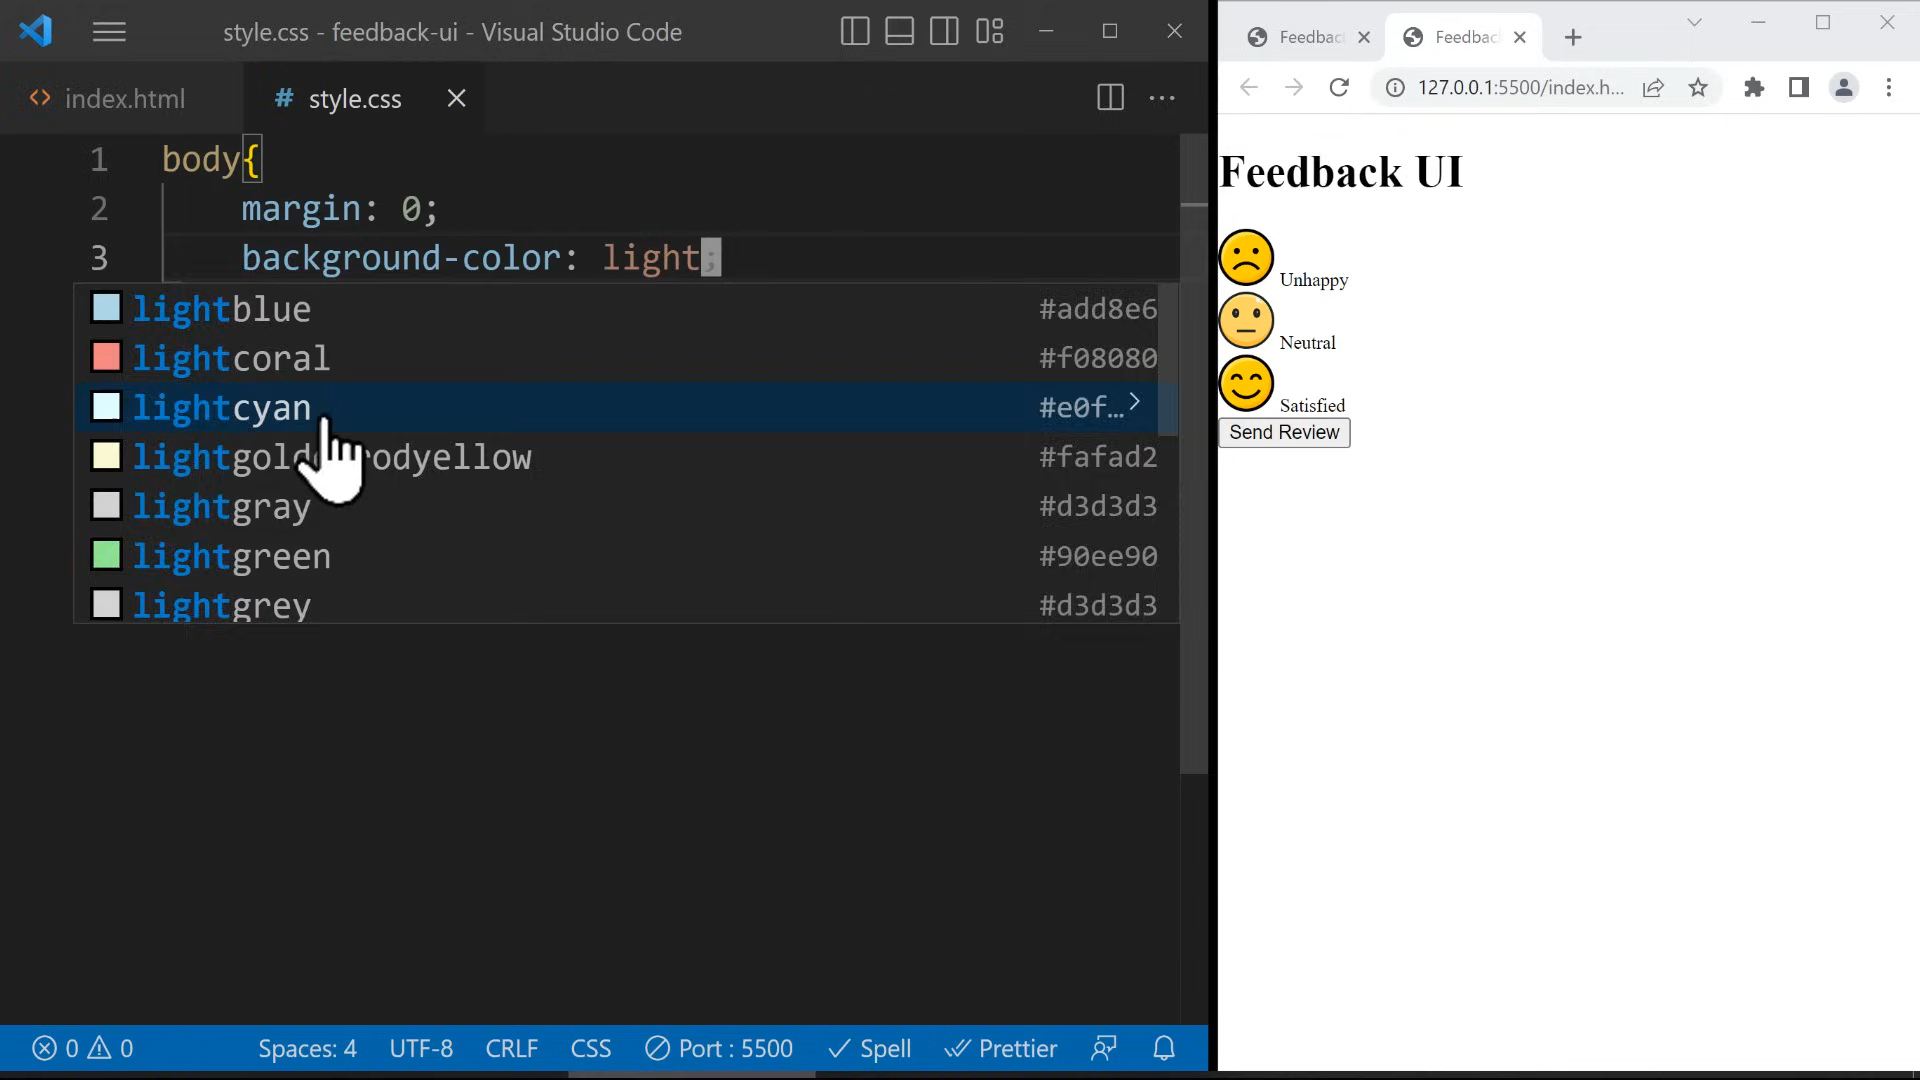 style.css - feedback-ui - Visual Studio Code
index.html
# style.css
1 body{
2 margin: 0;
3 background-color: light;
lightblue #add8e6
lightcoral #f08080
lightcyan #e0f…
lightgoldenrodyellow #fafad2
lightgray #d3d3d3
lightgreen #90ee90
lightgrey #d3d3d3
0 0 Spaces: 4 UTF-8 CRLF CSS Port : 5500 Spell Prettier
Feedbac Feedbac
127.0.0.1:5500/index.h...
Feedback UI
Unhappy
Neutral
Satisfied
Send Review